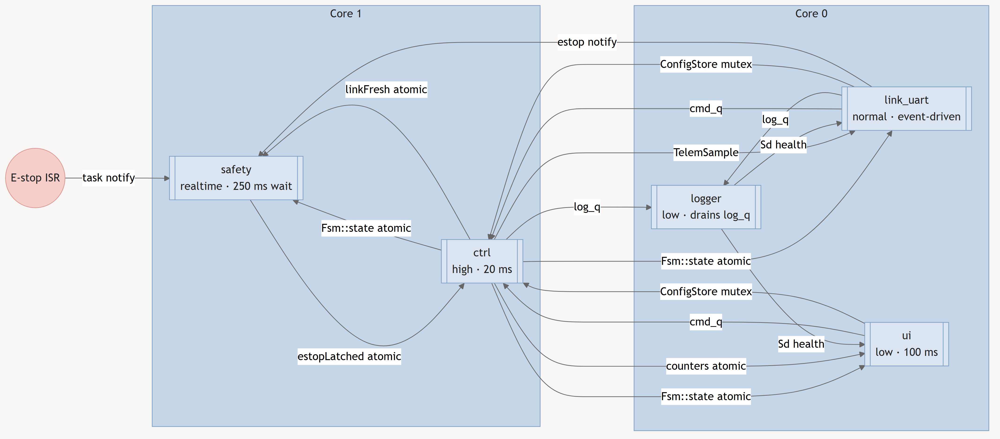 Core 1
Core 0
estop notify
ConfigStore mutex
linkFresh atomic
link_uart
normal · event-driven
cmd_q
log_q
Sd health
TelemSample
safety
realtime · 250 ms wait
E-stop ISR
task notify
logger
low · drains log_q
log_q
Fsm::state atomic
ctrl
high · 20 ms
Fsm::state atomic
ConfigStore mutex
cmd_q
ui
low · 100 ms
Sd health
estopLatched atomic
counters atomic
Fsm::state atomic